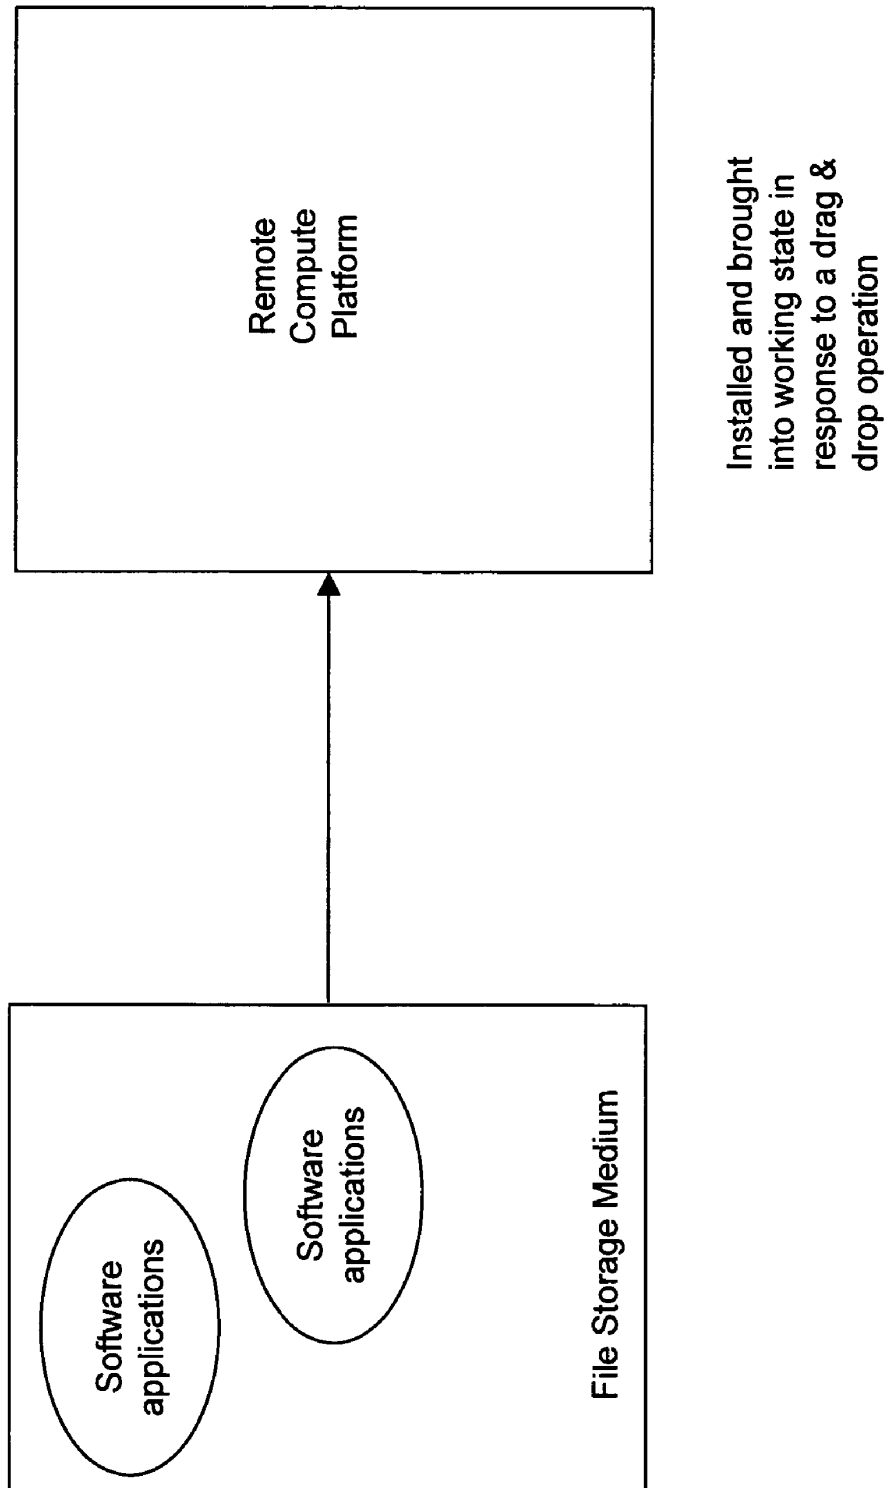 Software
applications
Software
applications
File Storage Medium
Remote
Compute
Platform
Installed and brought
into working state in
response to a drag &
drop operation